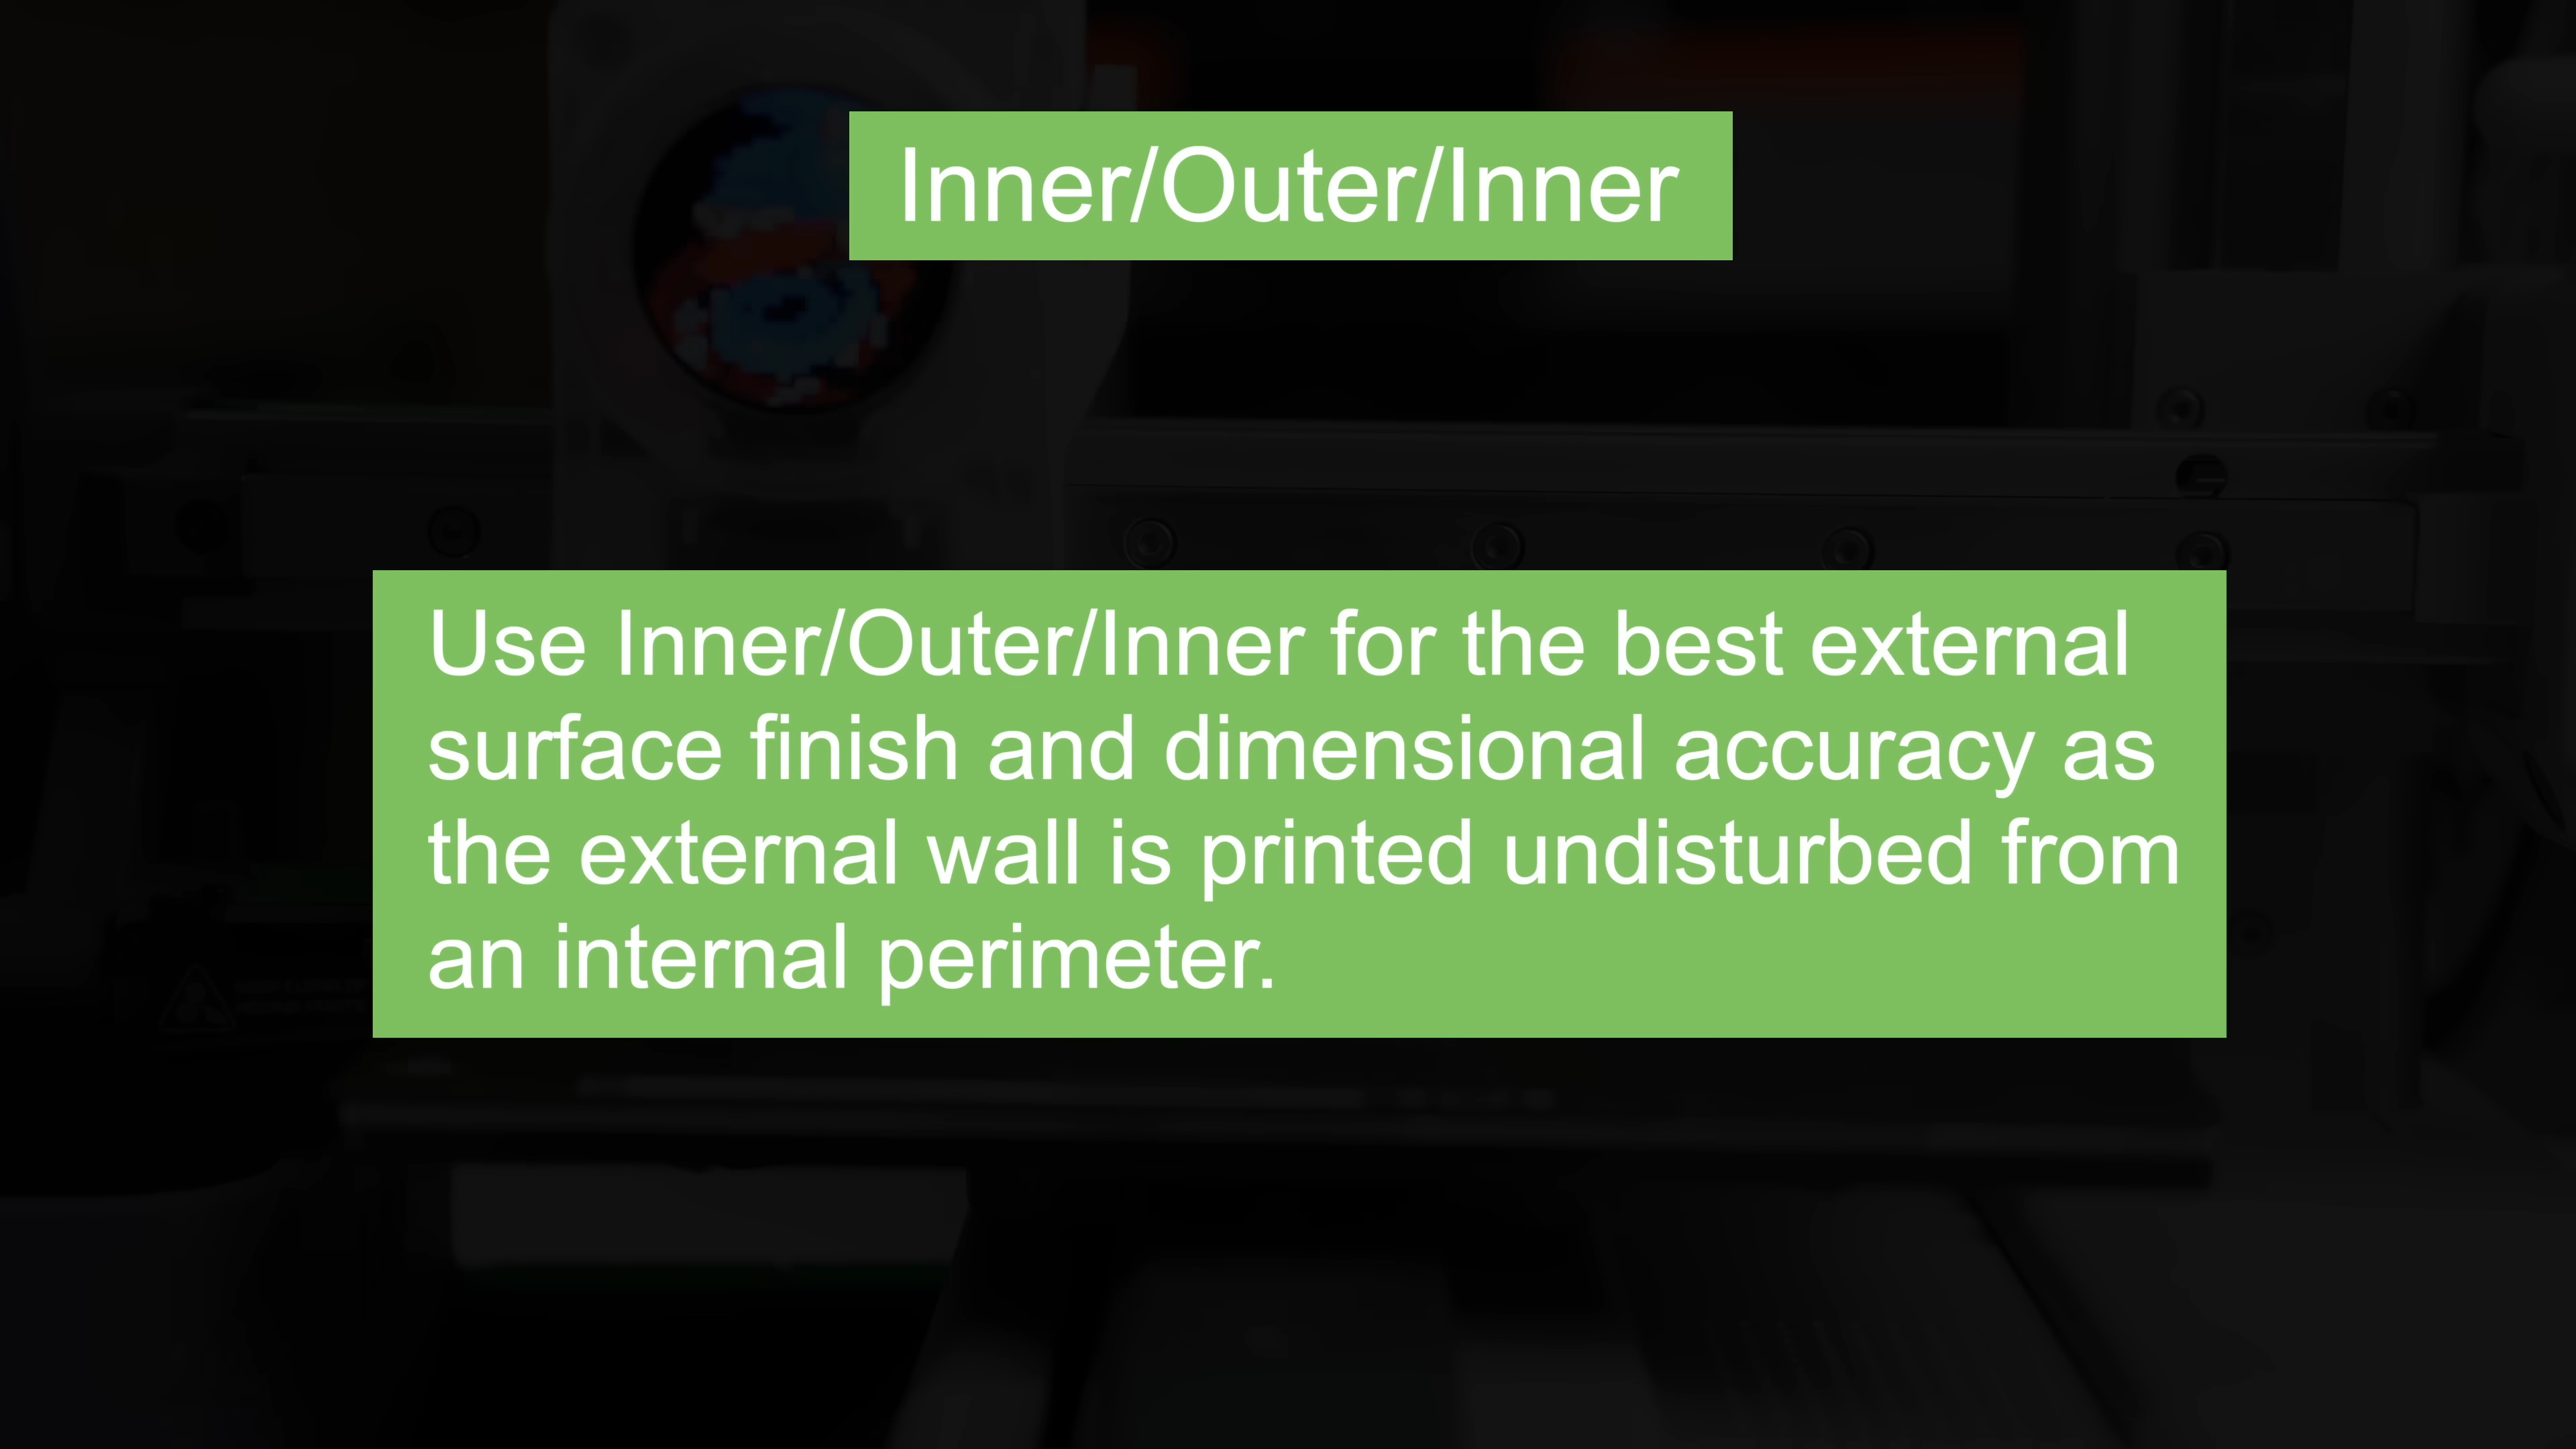 Inner/Outer/Inner
Use Inner/Outer/Inner for the best external
surface finish and dimensional accuracy as
the external wall is printed undisturbed from
an internal perimeter.